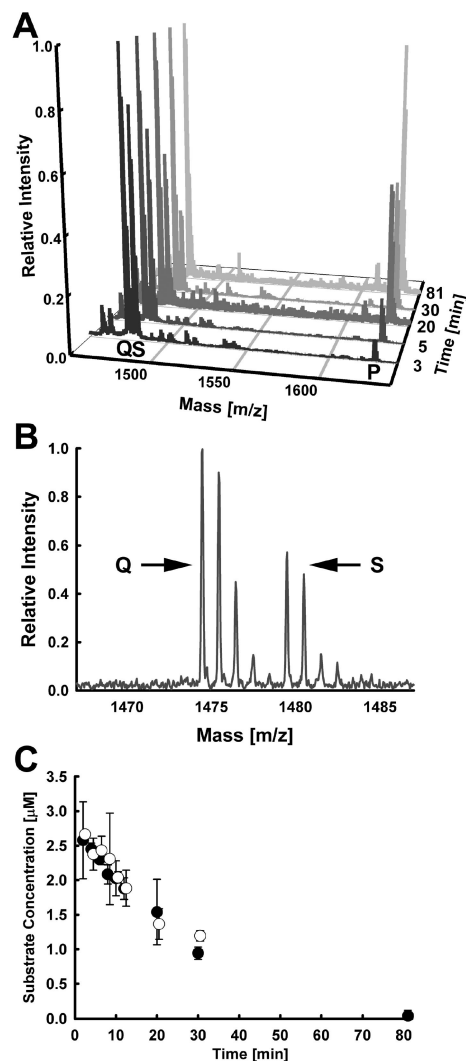 A
Relative Intensity
1.0
0.8
0.6
0.4
0.2
0.0
QS
P
1500
1550
1600
Mass [m/z]
81
30
20
5
3
Time [min]
B
Relative Intensity
1.0
0.8
0.6
0.4
0.2
0.0
Q
S
1470 1475 1480 1485
Mass [m/z]
C
Substrate Concentration [µM]
3.5
3.0
2.5
2.0
1.5
1.0
0.5
0.0
0 10 20 30 40 50 60 70 80
Time [min]